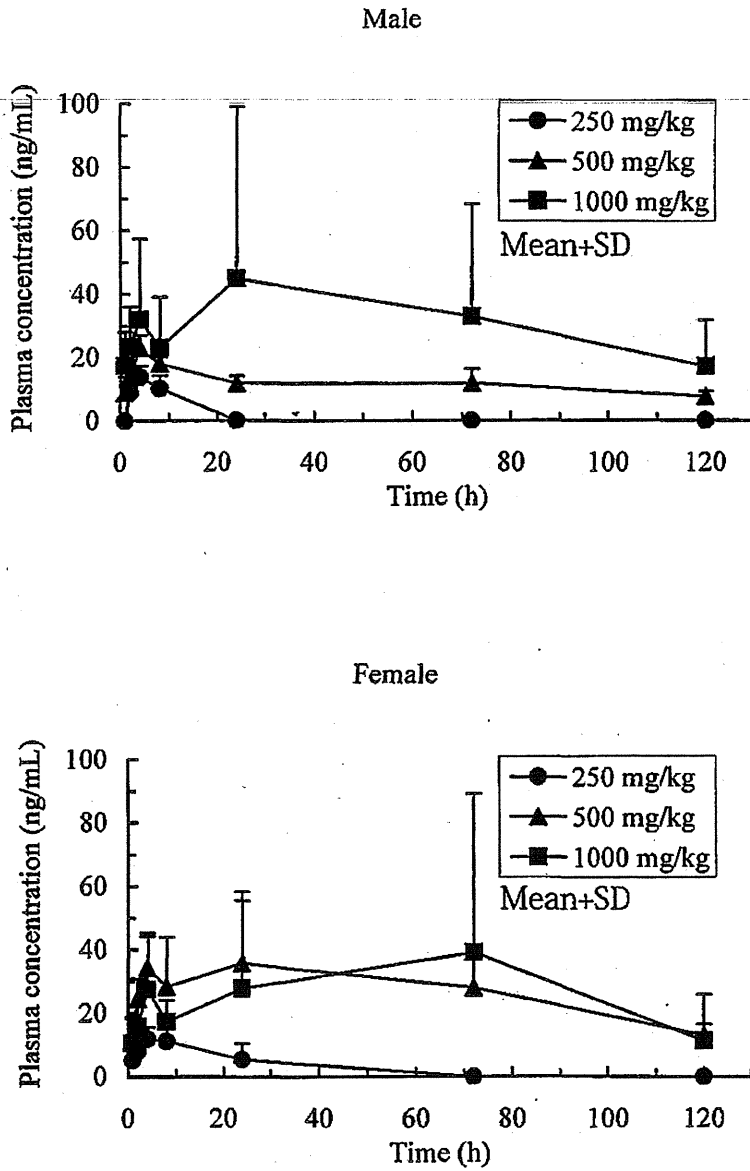 Male
Plasma concentration (ng/mL)
100
80
60
40
20
0
250 mg/kg
500 mg/kg
1000 mg/kg
Mean+SD
0 20 40 60 80 100 120
Time (h)
Female
Plasma concentration (ng/mL)
100
80
60
40
20
0
250 mg/kg
500 mg/kg
1000 mg/kg
Mean+SD
0 20 40 60 80 100 120
Time (h)